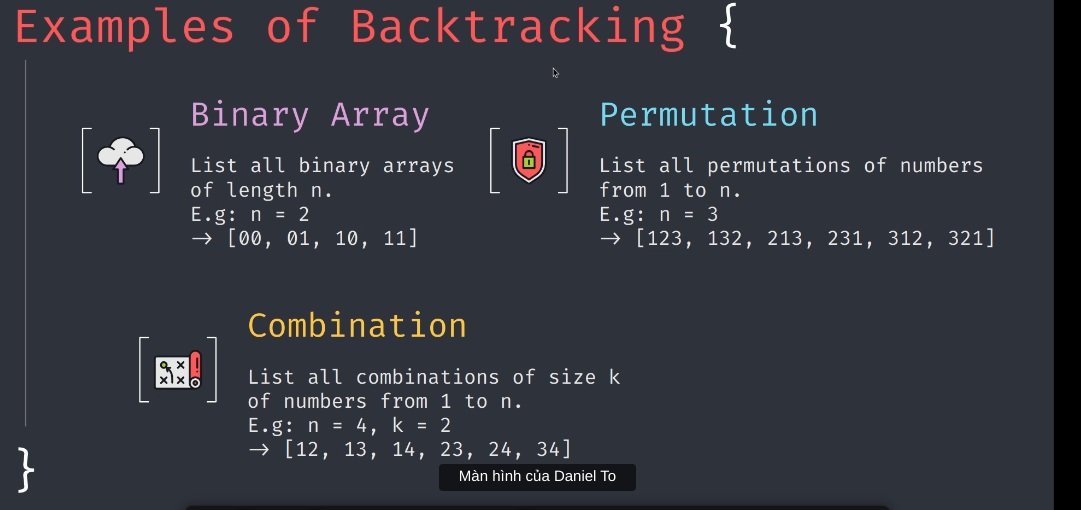 Examples of Backtracking {
Binary Array
List all binary arrays
of length n.
E.g: n = 2
→ [00, 01, 10, 11]
Permutation
List all permutations of numbers
from 1 to n.
E.g: n = 3
→ [123, 132, 213, 231, 312, 321]
Combination
List all combinations of size k
of numbers from 1 to n.
E.g: n = 4, k = 2
→ [12, 13, 14, 23, 24, 34]
}
Màn hình của Daniel To